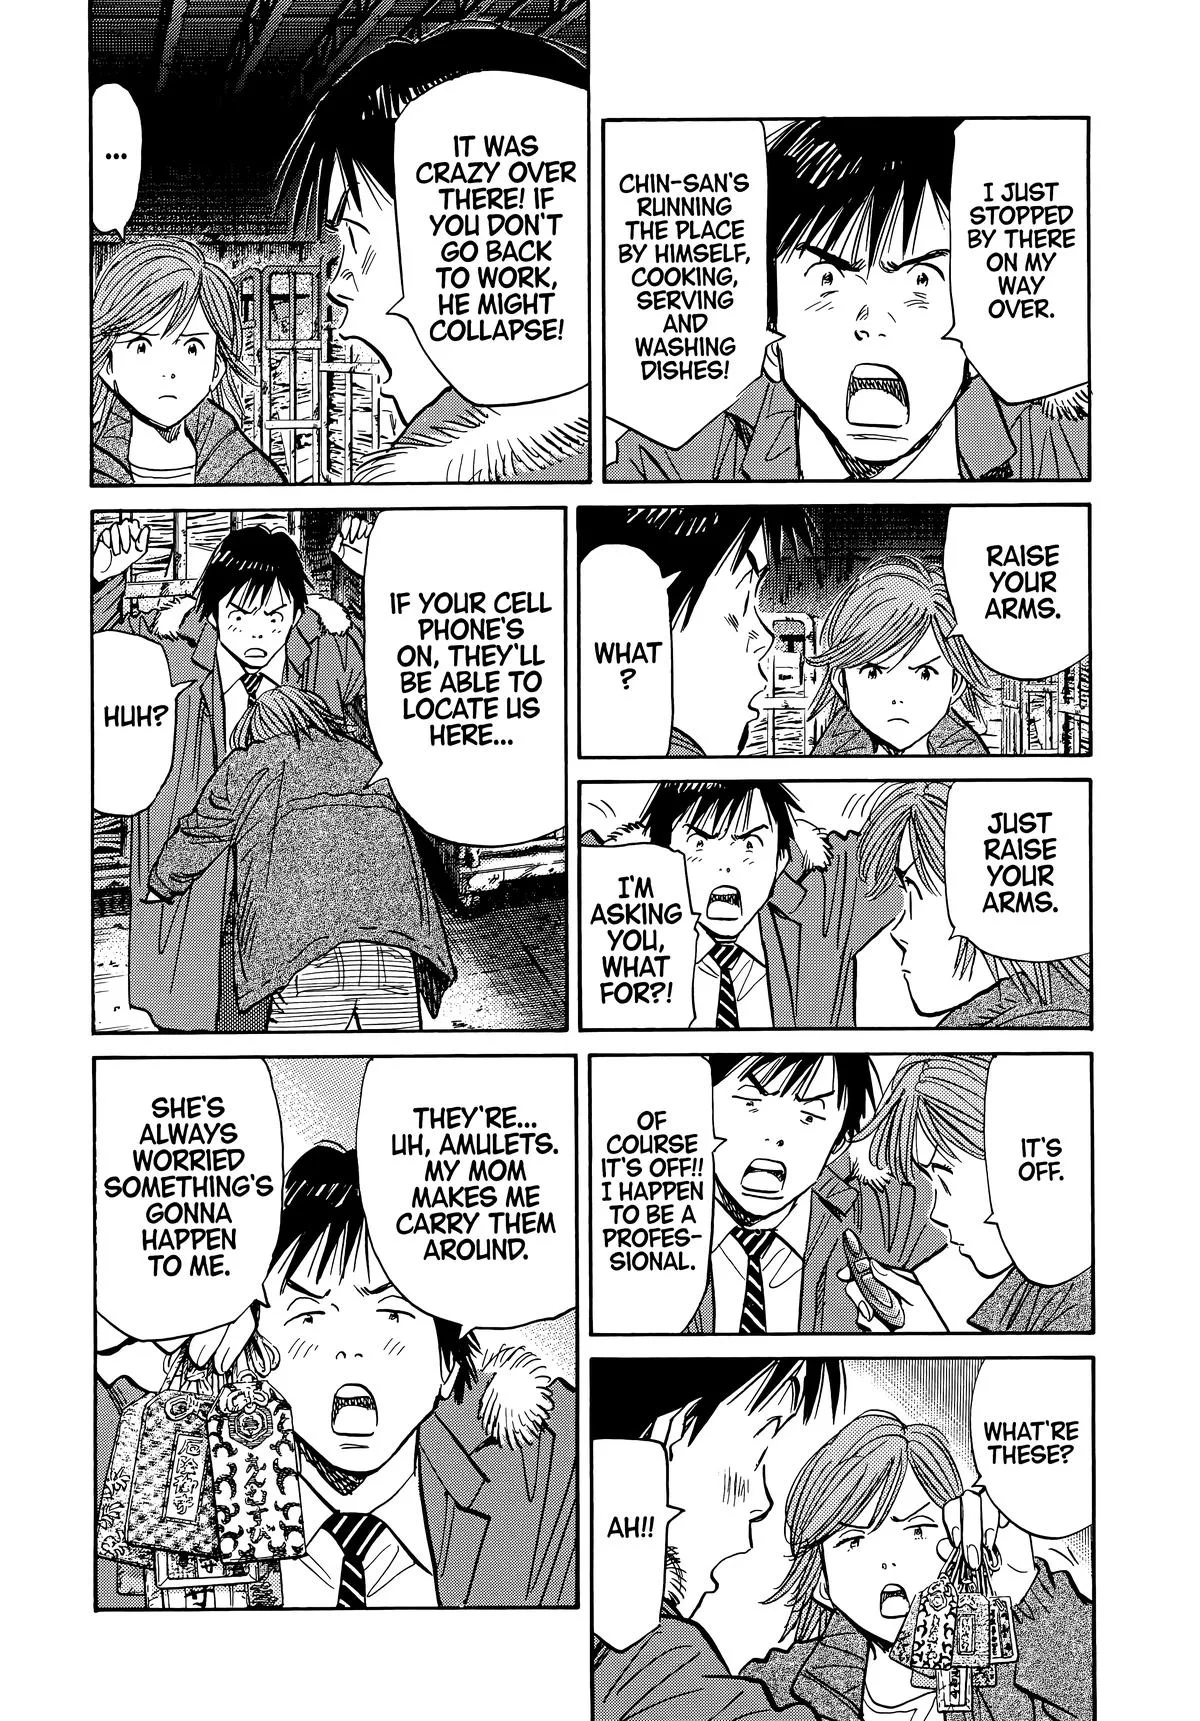 I JUST
STOPPED
BY THERE
ON MY
WAY
OVER.
CHIN-SAN'S
RUNNING
THE PLACE
BY HIMSELF,
COOKING,
SERVING
AND
WASHING
DISHES!
IT WAS
CRAZY OVER
THERE! IF
YOU DON'T
GO BACK
TO WORK,
HE MIGHT
COLLAPSE!
...
RAISE
YOUR
ARMS.
WHAT
?
JUST
RAISE
YOUR
ARMS.
I'M
ASKING
YOU,
WHAT
FOR?!
IF YOUR CELL
PHONE'S
ON, THEY'LL
BE ABLE TO
LOCATE US
HERE...
HUH?
IT'S
OFF.
OF
COURSE
IT'S OFF!!
I HAPPEN
TO BE A
PROFES-
SIONAL.
WHAT'RE
THESE?
AH!!
THEY'RE...
UH, AMULETS.
MY MOM
MAKES ME
CARRY THEM
AROUND.
SHE'S
ALWAYS
WORRIED
SOMETHING'S
GONNA
HAPPEN
TO ME.
えんむすび